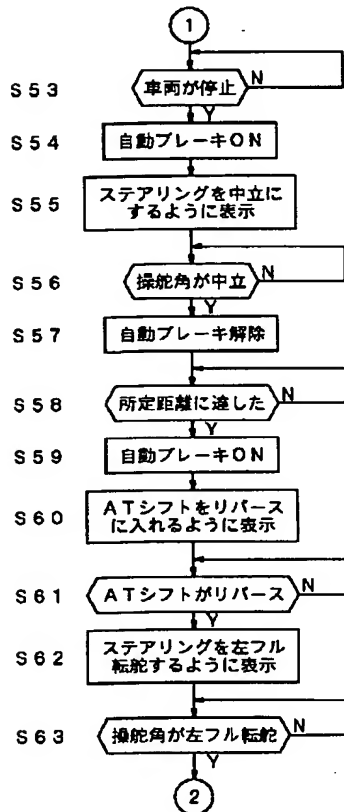 1
S53 車両が停止 N
Y
S54 自動ブレーキON
S55 ステアリングを中立に
するように表示
S56 操舵角が中立 N
Y
S57 自動ブレーキ解除
S58 所定距離に達した N
Y
S59 自動ブレーキON
S60 ATシフトをリバース
に入れるように表示
S61 ATシフトがリバース N
Y
S62 ステアリングを左フル
転舵するように表示
S63 操舵角が左フル転舵 N
Y
2